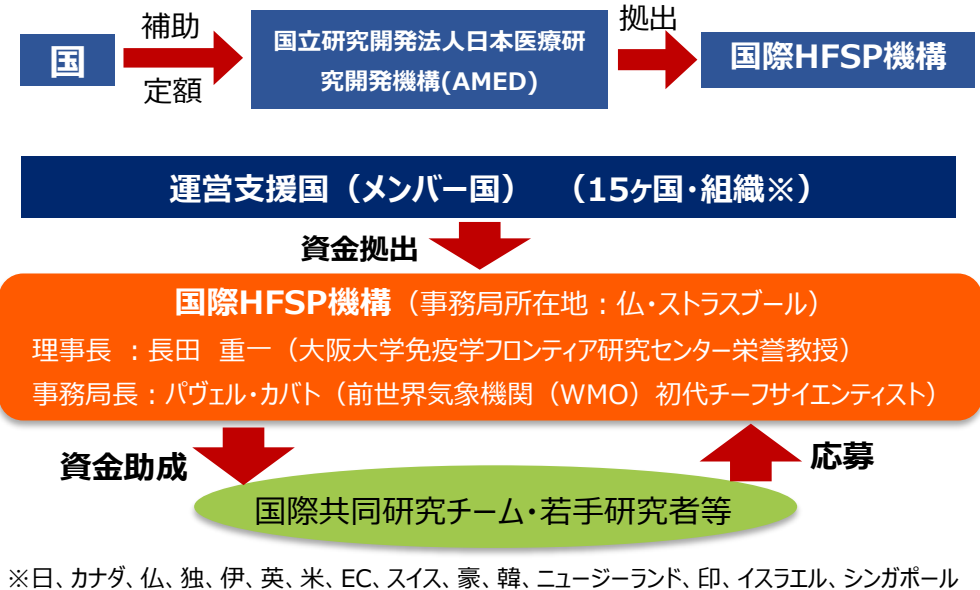 補助
拠出
国
国立研究開発法人日本医療研
究開発機構(AMED)
国際HFSP機構
定額
運営支援国（メンバー国）　（15ヶ国・組織※）
資金拠出
国際HFSP機構（事務局所在地：仏・ストラスブール）
理事長 ：長田　重一（大阪大学免疫学フロンティア研究センター栄誉教授）
事務局長：パヴェル・カバト（前世界気象機関（WMO）初代チーフサイエンティスト）
資金助成
応募
国際共同研究チーム・若手研究者等
※日、カナダ、仏、独、伊、英、米、EC、スイス、豪、韓、ニュージーランド、印、イスラエル、シンガポール